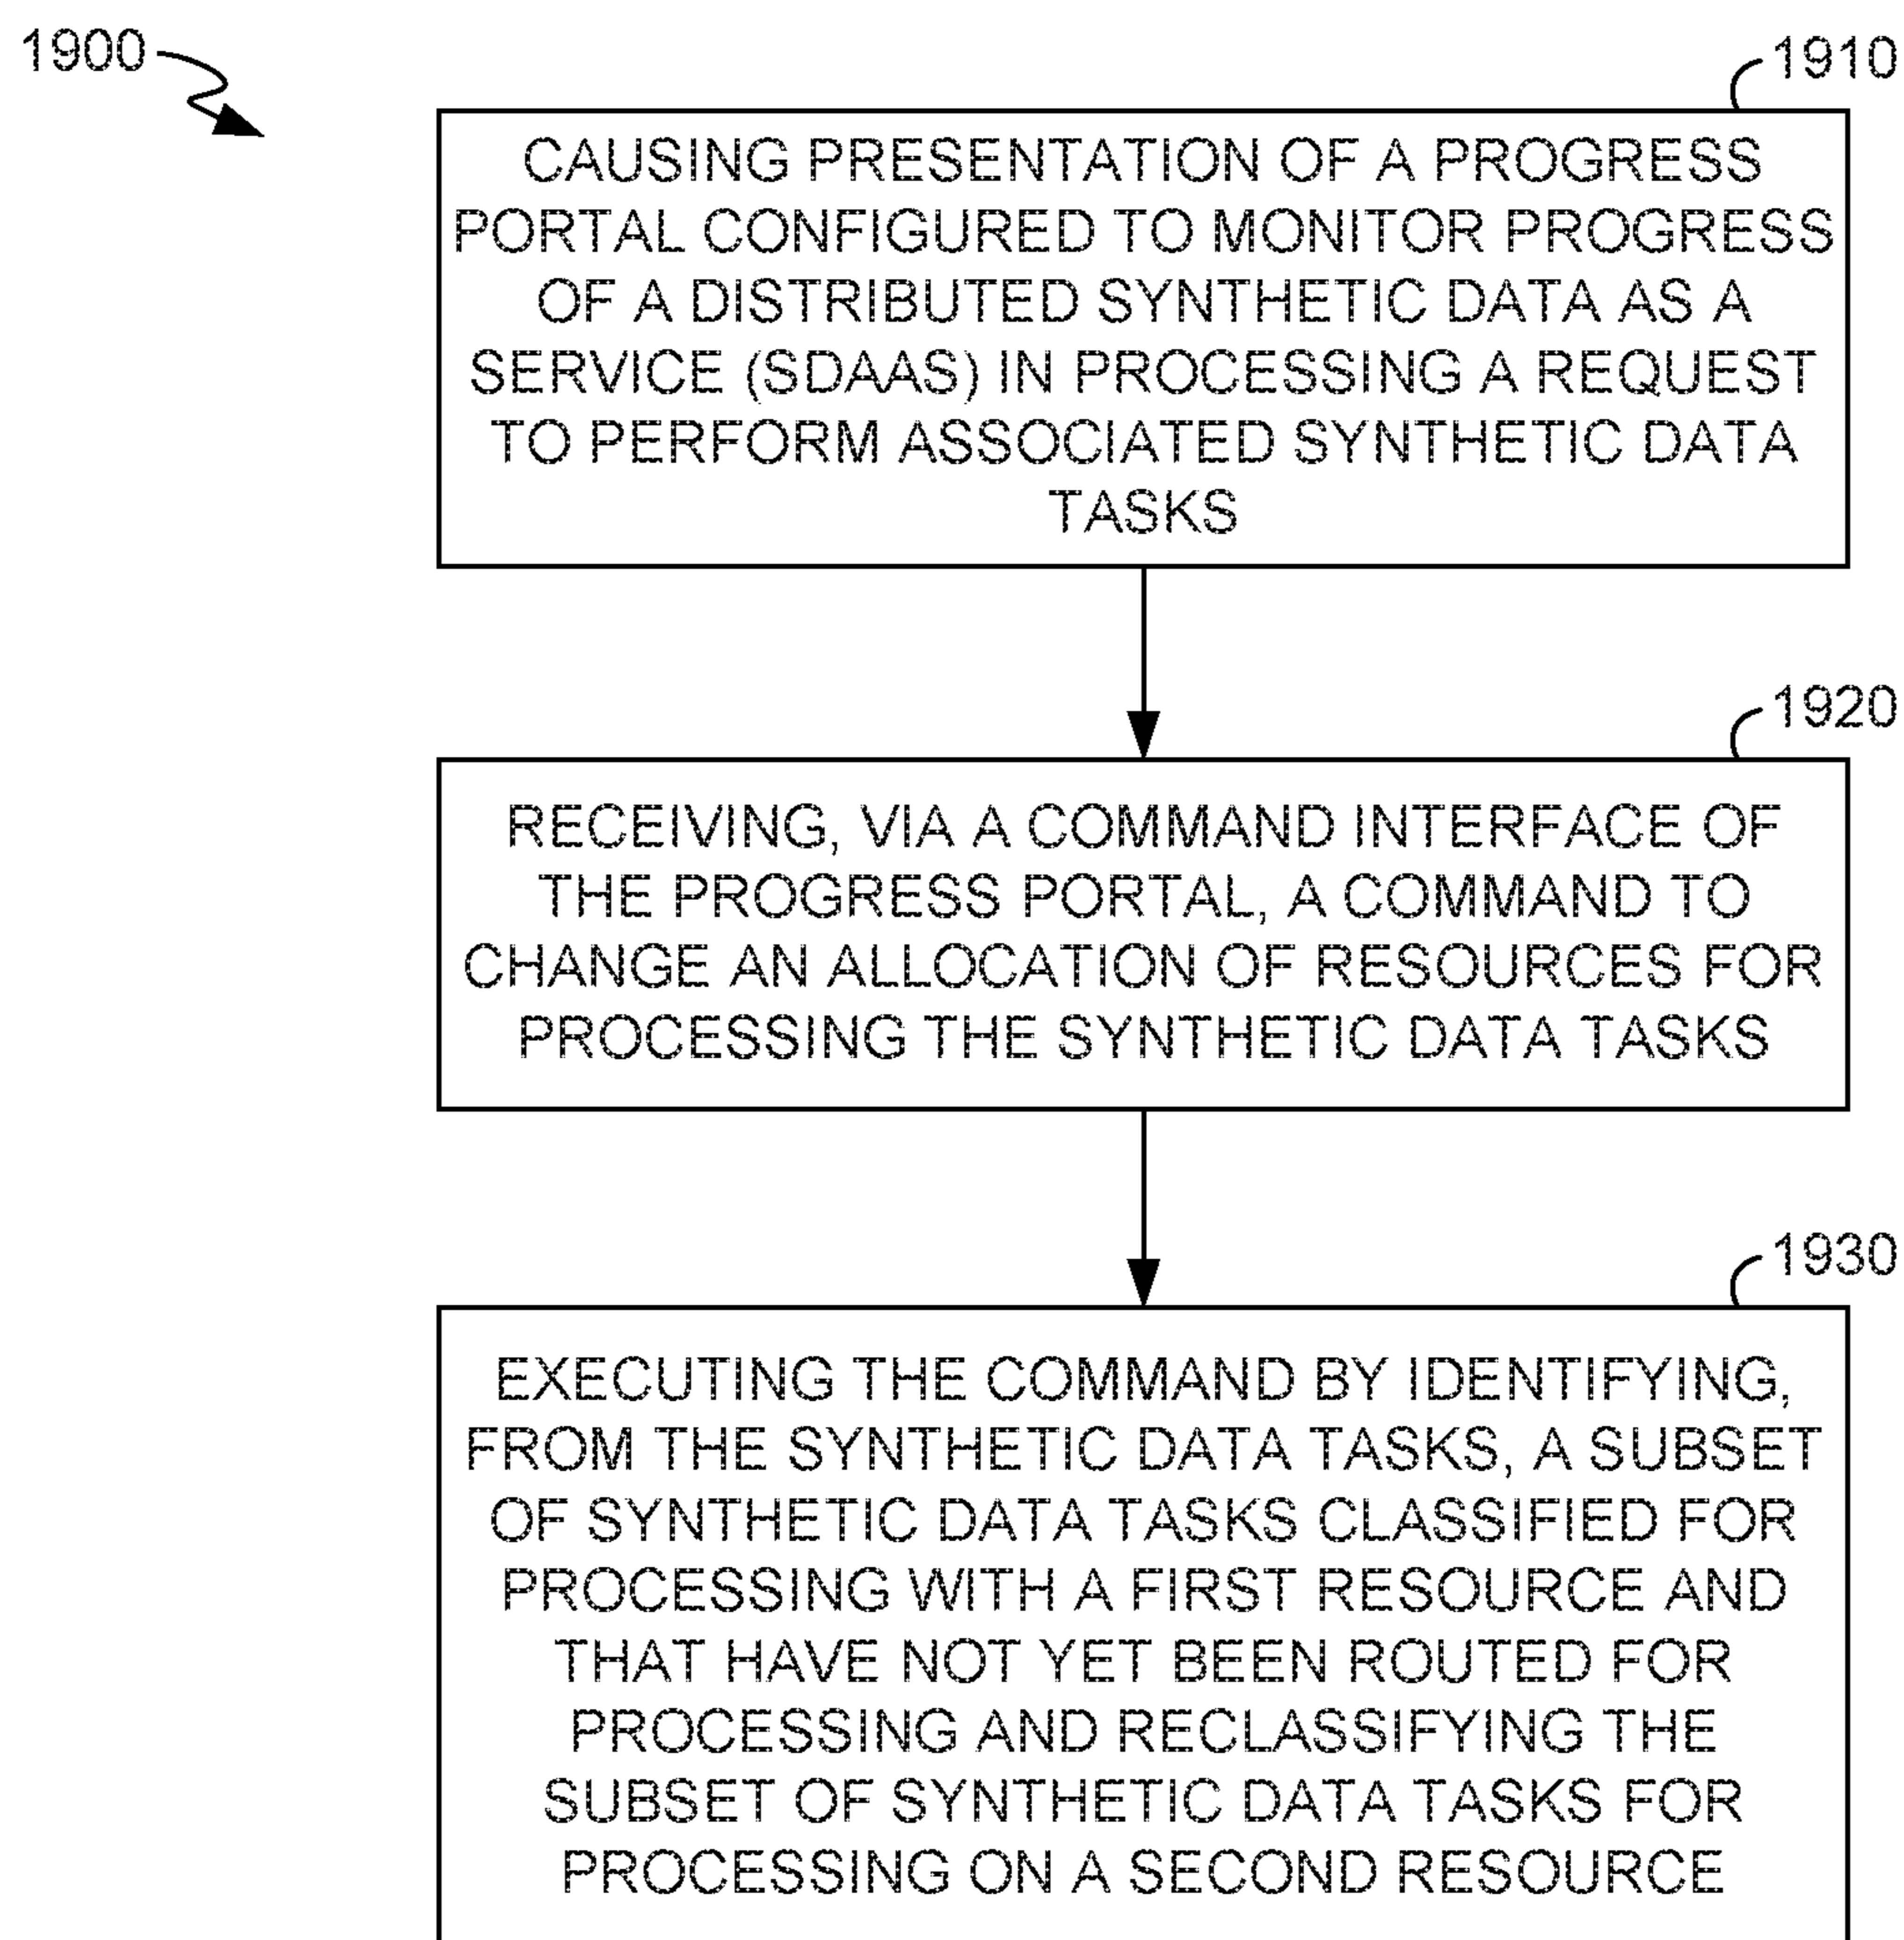 1900
1910
CAUSING PRESENTATION OF A PROGRESS
PORTAL CONFIGURED TO MONITOR PROGRESS
OF A DISTRIBUTED SYNTHETIC DATA AS A
SERVICE (SDAAS) IN PROCESSING A REQUEST
TO PERFORM ASSOCIATED SYNTHETIC DATA
TASKS
1920
RECEIVING, VIA A COMMAND INTERFACE OF
THE PROGRESS PORTAL, A COMMAND TO
CHANGE AN ALLOCATION OF RESOURCES FOR
PROCESSING THE SYNTHETIC DATA TASKS
1930
EXECUTING THE COMMAND BY IDENTIFYING,
FROM THE SYNTHETIC DATA TASKS, A SUBSET
OF SYNTHETIC DATA TASKS CLASSIFIED FOR
PROCESSING WITH A FIRST RESOURCE AND
THAT HAVE NOT YET BEEN ROUTED FOR
PROCESSING AND RECLASSIFYING THE
SUBSET OF SYNTHETIC DATA TASKS FOR
PROCESSING ON A SECOND RESOURCE